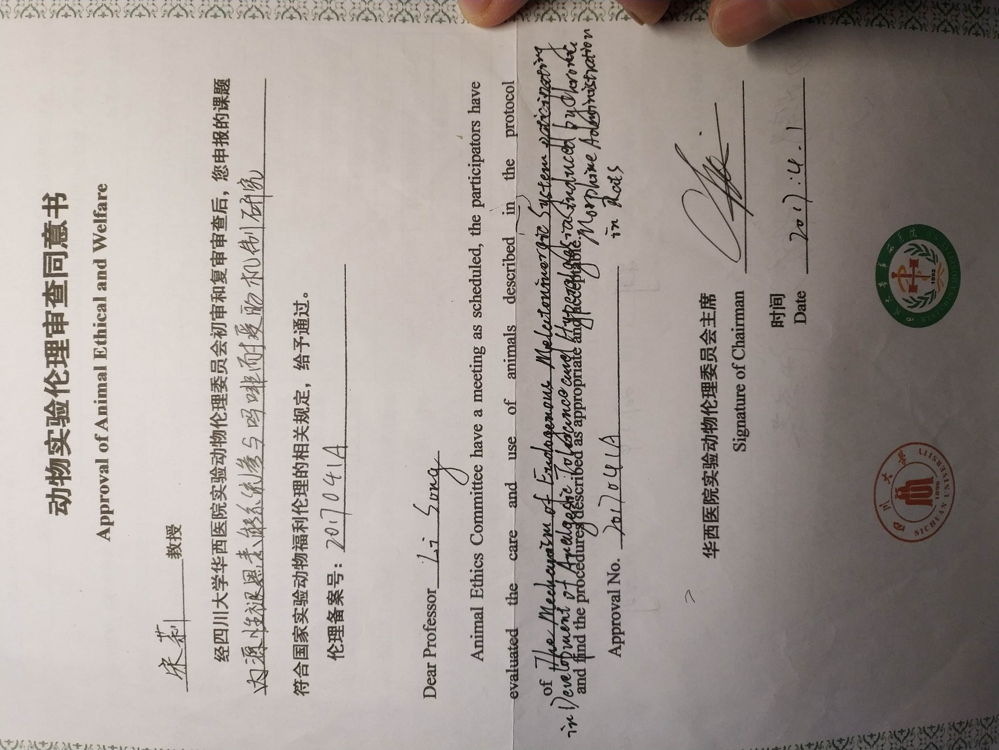 动物实验伦理审查同意书
Approval of Animal Ethical and Welfare
宋莉 教授
经四川大学华西医院实验动物伦理委员会初审和复审审查后，您申报的课题
内源性褪黑素能系统参与吗啡耐受的机制研究
符合国家实验动物福利伦理的相关规定，给予通过。
伦理备案号：2017041A
Dear Professor Li Song
Animal Ethics Committee have a meeting as scheduled, the participators have
evaluated the care and use of animals described in the protocol
of The Mechanism of Endogenous Melatoninergic System
in Development of Analgesic Tolerance and Hyperalgesia Induced by Chronic
Morphine Administration
in Rats
and find the procedures described as appropriate and acceptable.
Approval No. 2017041A
华西医院实验动物伦理委员会主席
Signature of Chairman
时间
Date 2017.4.1
四川大学
SICHUAN UNIVERSITY
1896
1892